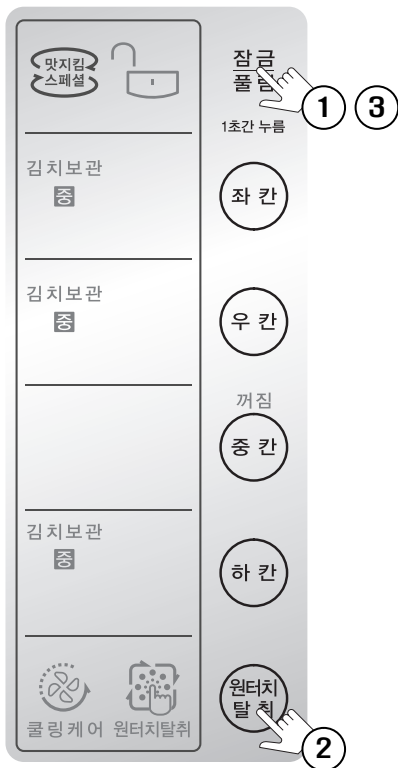 맛지킴
스페셜
잠금
풀림
1 3
1초간 누름
김치보관
중
좌 칸
김치보관
중
우 칸
꺼짐
중 칸
김치보관
중
하 칸
쿨링케어
원터치탈취
원터치
탈 취
2